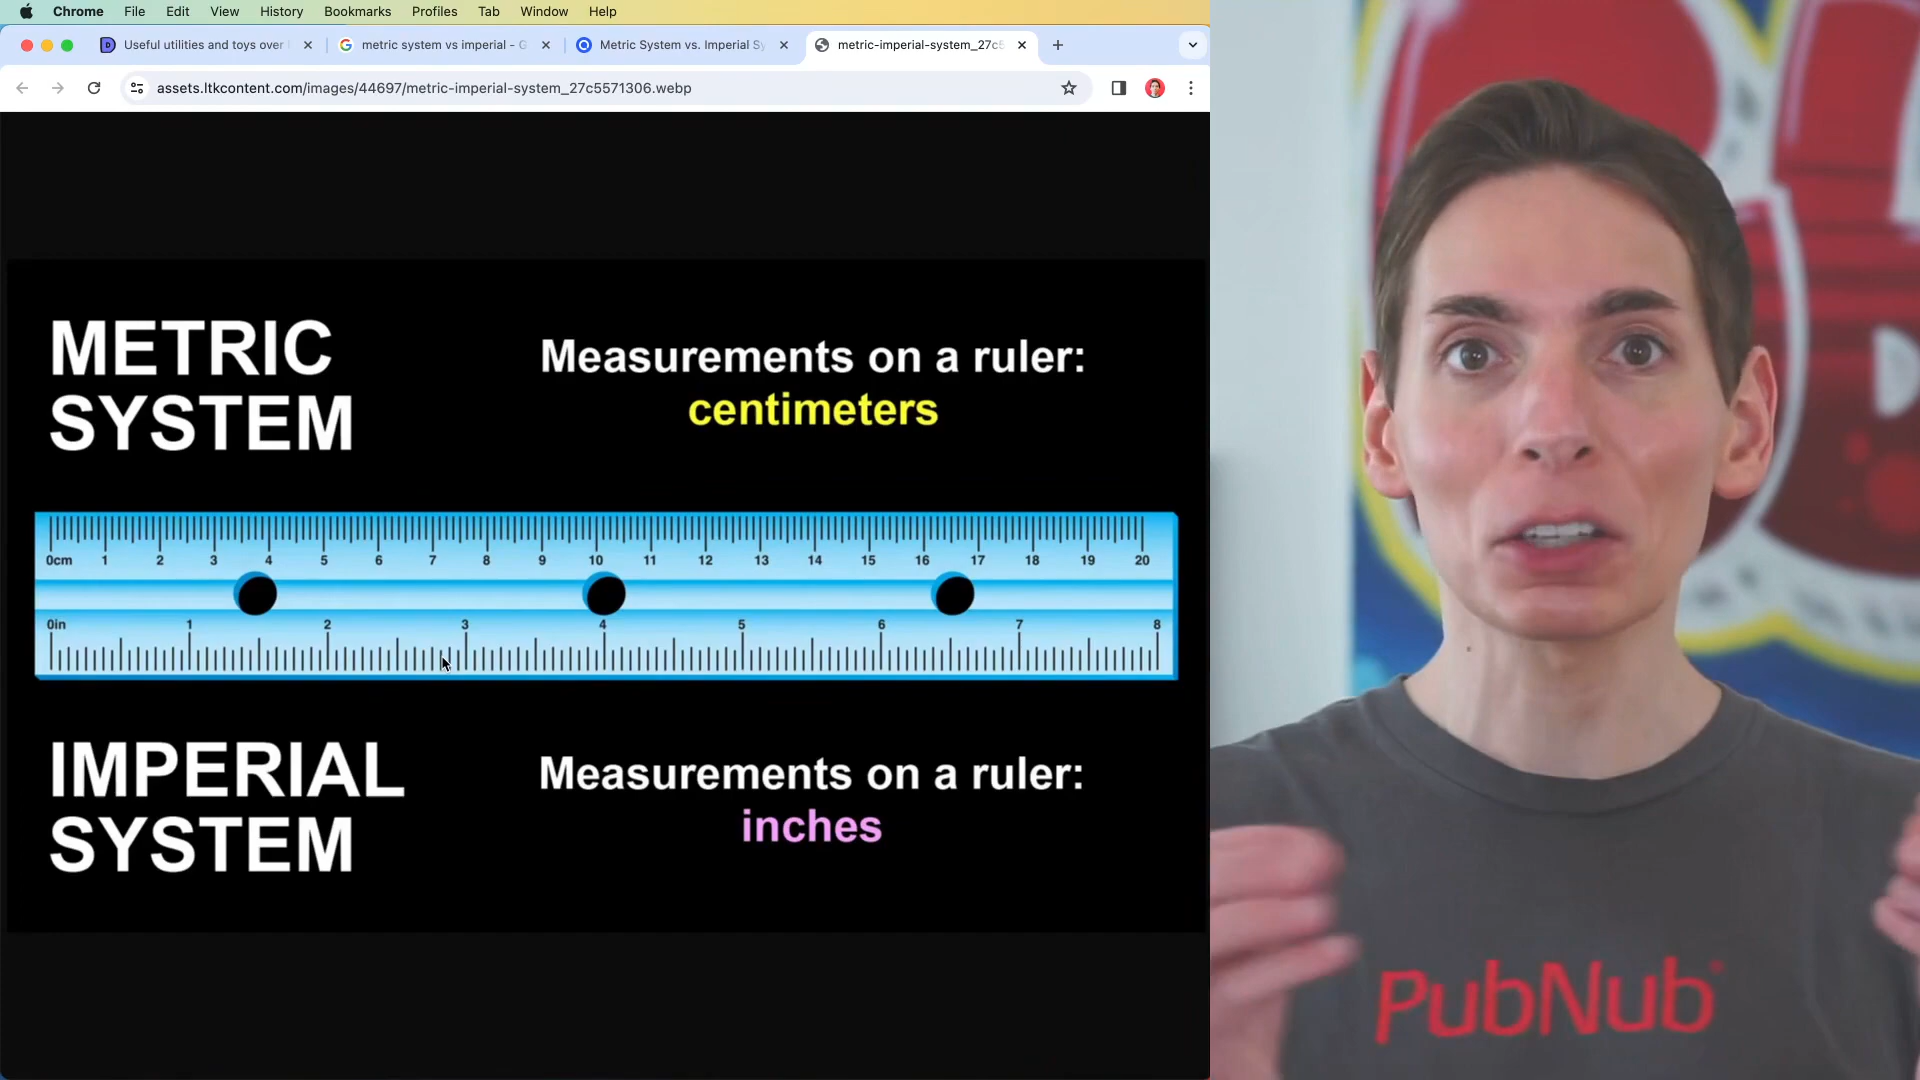 Chrome File Edit View History Bookmarks Profiles Tab Window Help
Useful utilities and toys over
metric system vs imperial - G
Metric System vs. Imperial Sy
metric-imperial-system_27c5
assets.ltkcontent.com/images/44697/metric-imperial-system_27c5571306.webp
METRIC
SYSTEM
Measurements on a ruler:
centimeters
0cm 1 2 3 4 5 6 7 8 9 10 11 12 13 14 15 16 17 18 19 20
0in 1 2 3 4 5 6 7 8
IMPERIAL
SYSTEM
Measurements on a ruler:
inches
PubNub